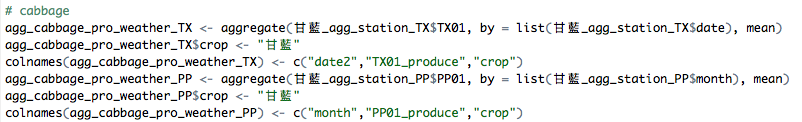 # cabbage
agg_cabbage_pro_weather_TX <- aggregate(甘藍_agg_station_TX$TX01, by = list(甘藍_agg_station_TX$date), mean)
agg_cabbage_pro_weather_TX$crop <- "甘藍"
colnames(agg_cabbage_pro_weather_TX) <- c("date2","TX01_produce","crop")
agg_cabbage_pro_weather_PP <- aggregate(甘藍_agg_station_PP$PP01, by = list(甘藍_agg_station_PP$month), mean)
agg_cabbage_pro_weather_PP$crop <- "甘藍"
colnames(agg_cabbage_pro_weather_PP) <- c("month","PP01_produce","crop")